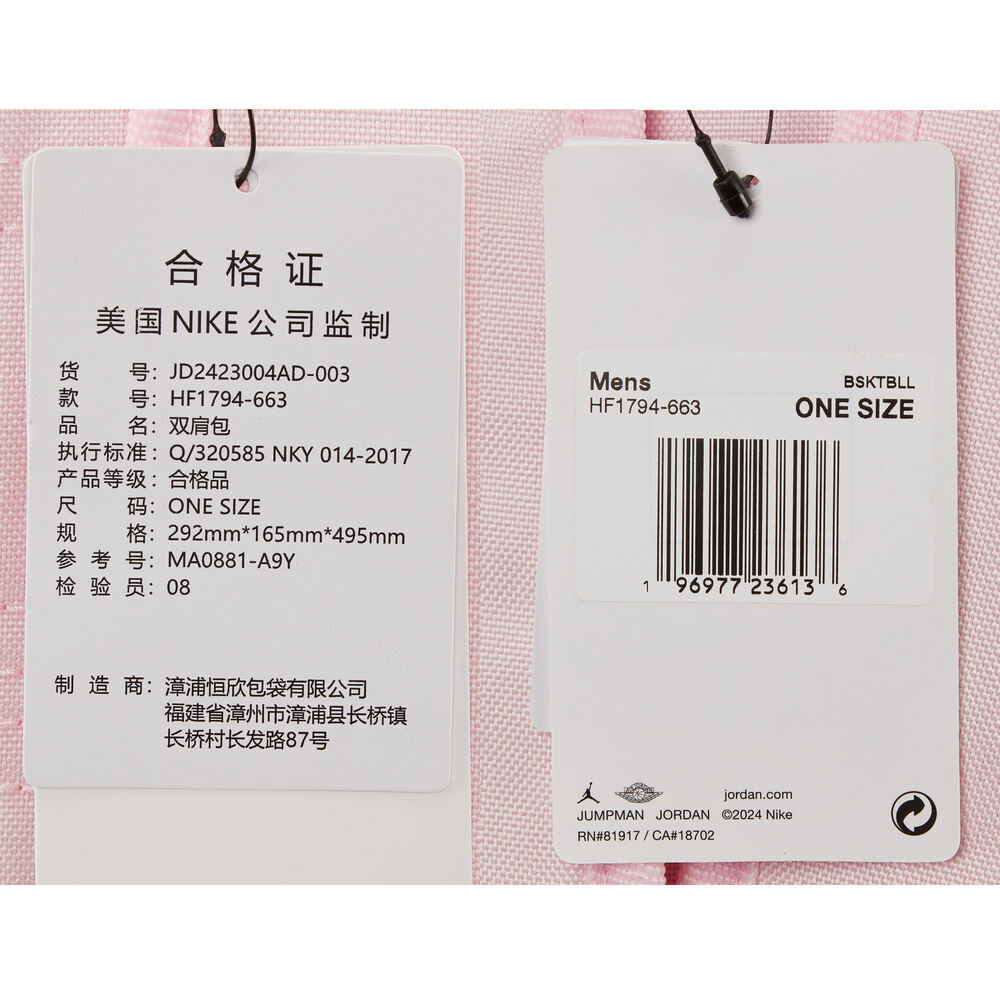 合格证
美国NIKE公司监制
货 号：JD2423004AD-003
款 号：HF1794-663
品 名：双肩包
执行标准：Q/320585 NKY 014-2017
产品等级：合格品
尺 码：ONE SIZE
规 格：292mm*165mm*495mm
参 考 号：MA0881-A9Y
检 验 员：08
制 造 商：漳浦恒欣包袋有限公司
福建省漳州市漳浦县长桥镇
长桥村长发路87号
Mens BSKTBLL
HF1794-663 ONE SIZE
1 96977 23613 6
jordan.com
JUMPMAN JORDAN ©2024 Nike
RN#81917 / CA#18702